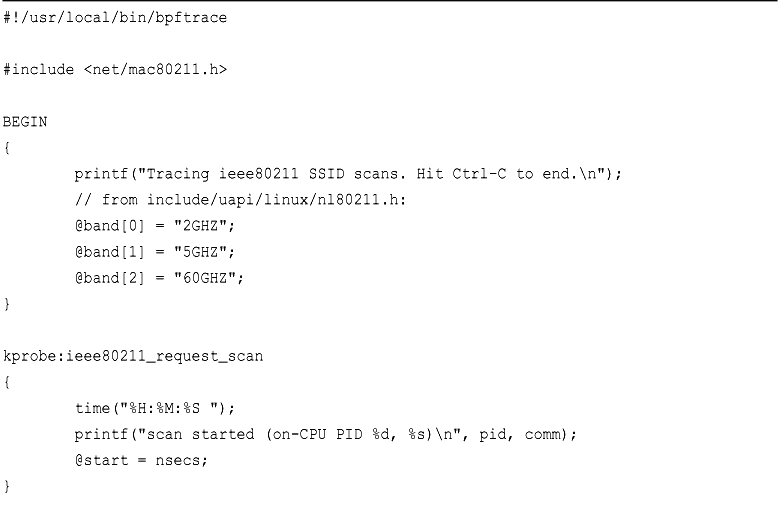 #!/usr/local/bin/bpftrace
#include <net/mac80211.h>
BEGIN
{
printf("Tracing ieee80211 SSID scans. Hit Ctrl-C to end.\n");
// from include/uapi/linux/nl80211.h:
@band[0] = "2GHZ";
@band[1] = "5GHZ";
@band[2] = "60GHZ";
}
kprobe:ieee80211_request_scan
{
time("%H:%M:%S ");
printf("scan started (on-CPU PID %d, %s)\n", pid, comm);
@start = nsecs;
}